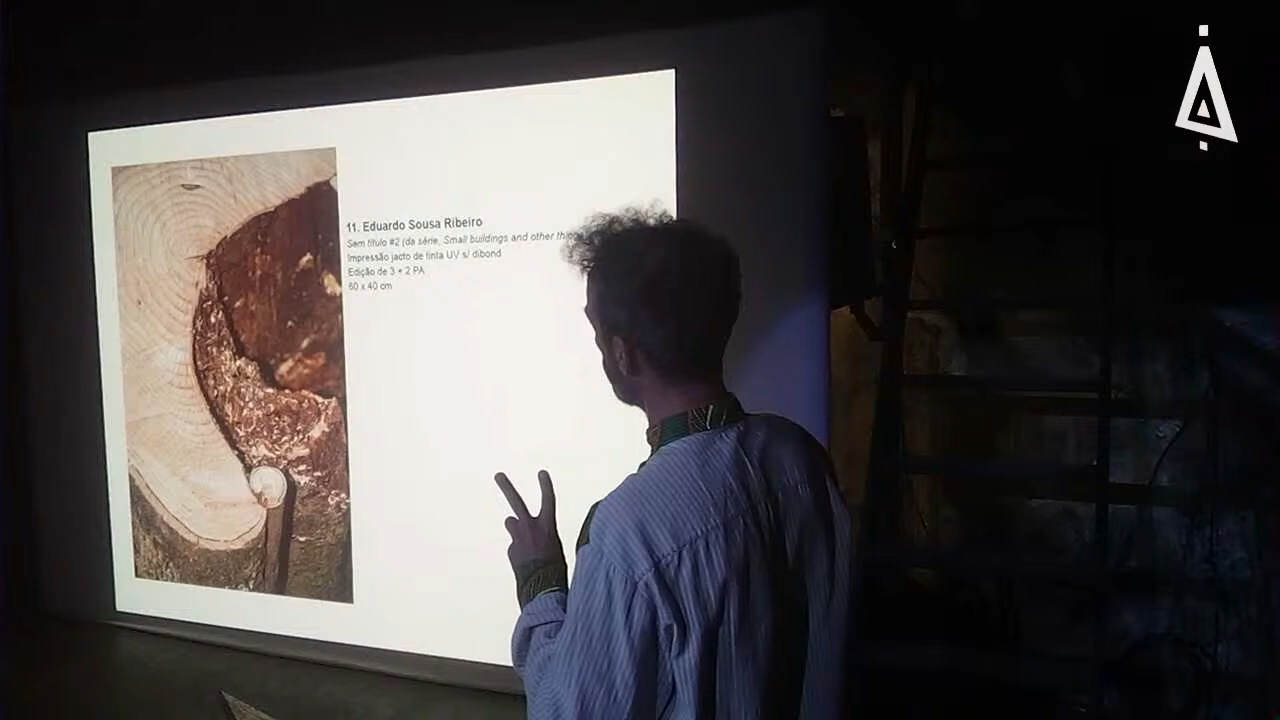 11. Eduardo Sousa Ribeiro
Sem título #2 (da série, Small buildings and other
Impressão jacto de tinta UV s/ dibond
Edição de 3 + 2 PA
60 x 40 cm